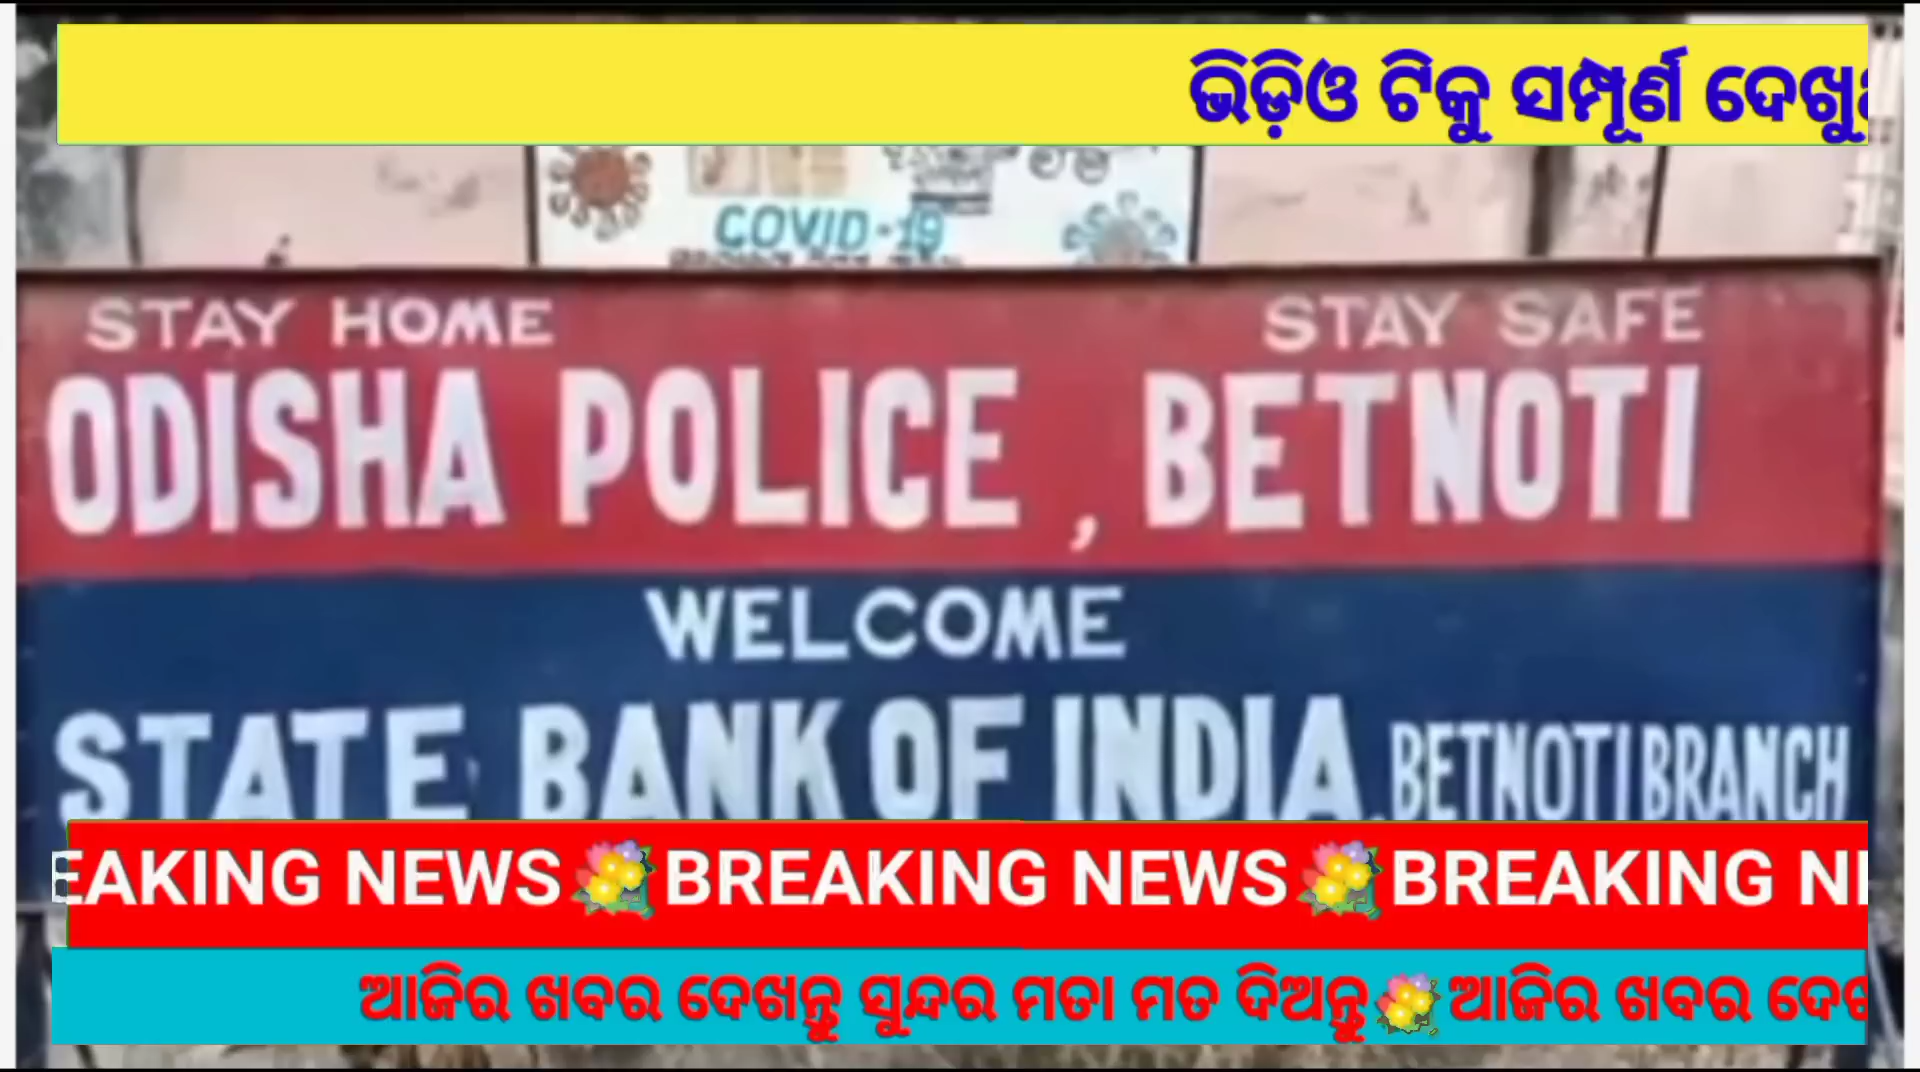 ଭିଡ଼ିଓ ଟିକୁ ସମ୍ପୂର୍ଣ ଦେଖୁ
COVID-19
STAY HOME STAY SAFE
ODISHA POLICE, BETNOTI
WELCOME
STATE BANK OF INDIA, BETNOTI BRANCH
EAKING NEWS💐BREAKING NEWS💐BREAKING NE
ଆଜିର ଖବର ଦେଖନ୍ତୁ ସୁନ୍ଦର ମତା ମତ ଦିଅନ୍ତୁ💐ଆଜିର ଖବର ଦେଖ